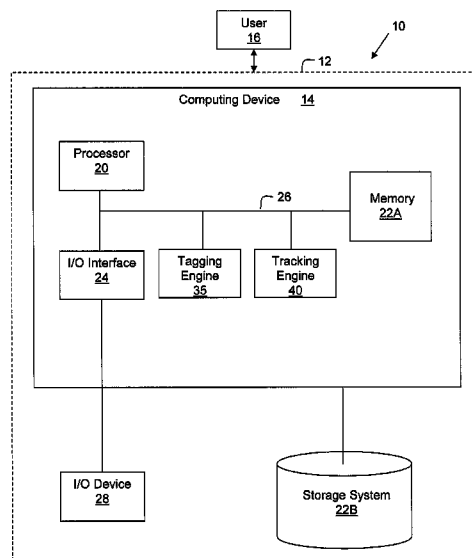 User
16
10
12
Computing Device 14
Processor
20
26
Memory
22A
I/O Interface
24
Tagging
Engine
35
Tracking
Engine
40
I/O Device
28
Storage System
22B